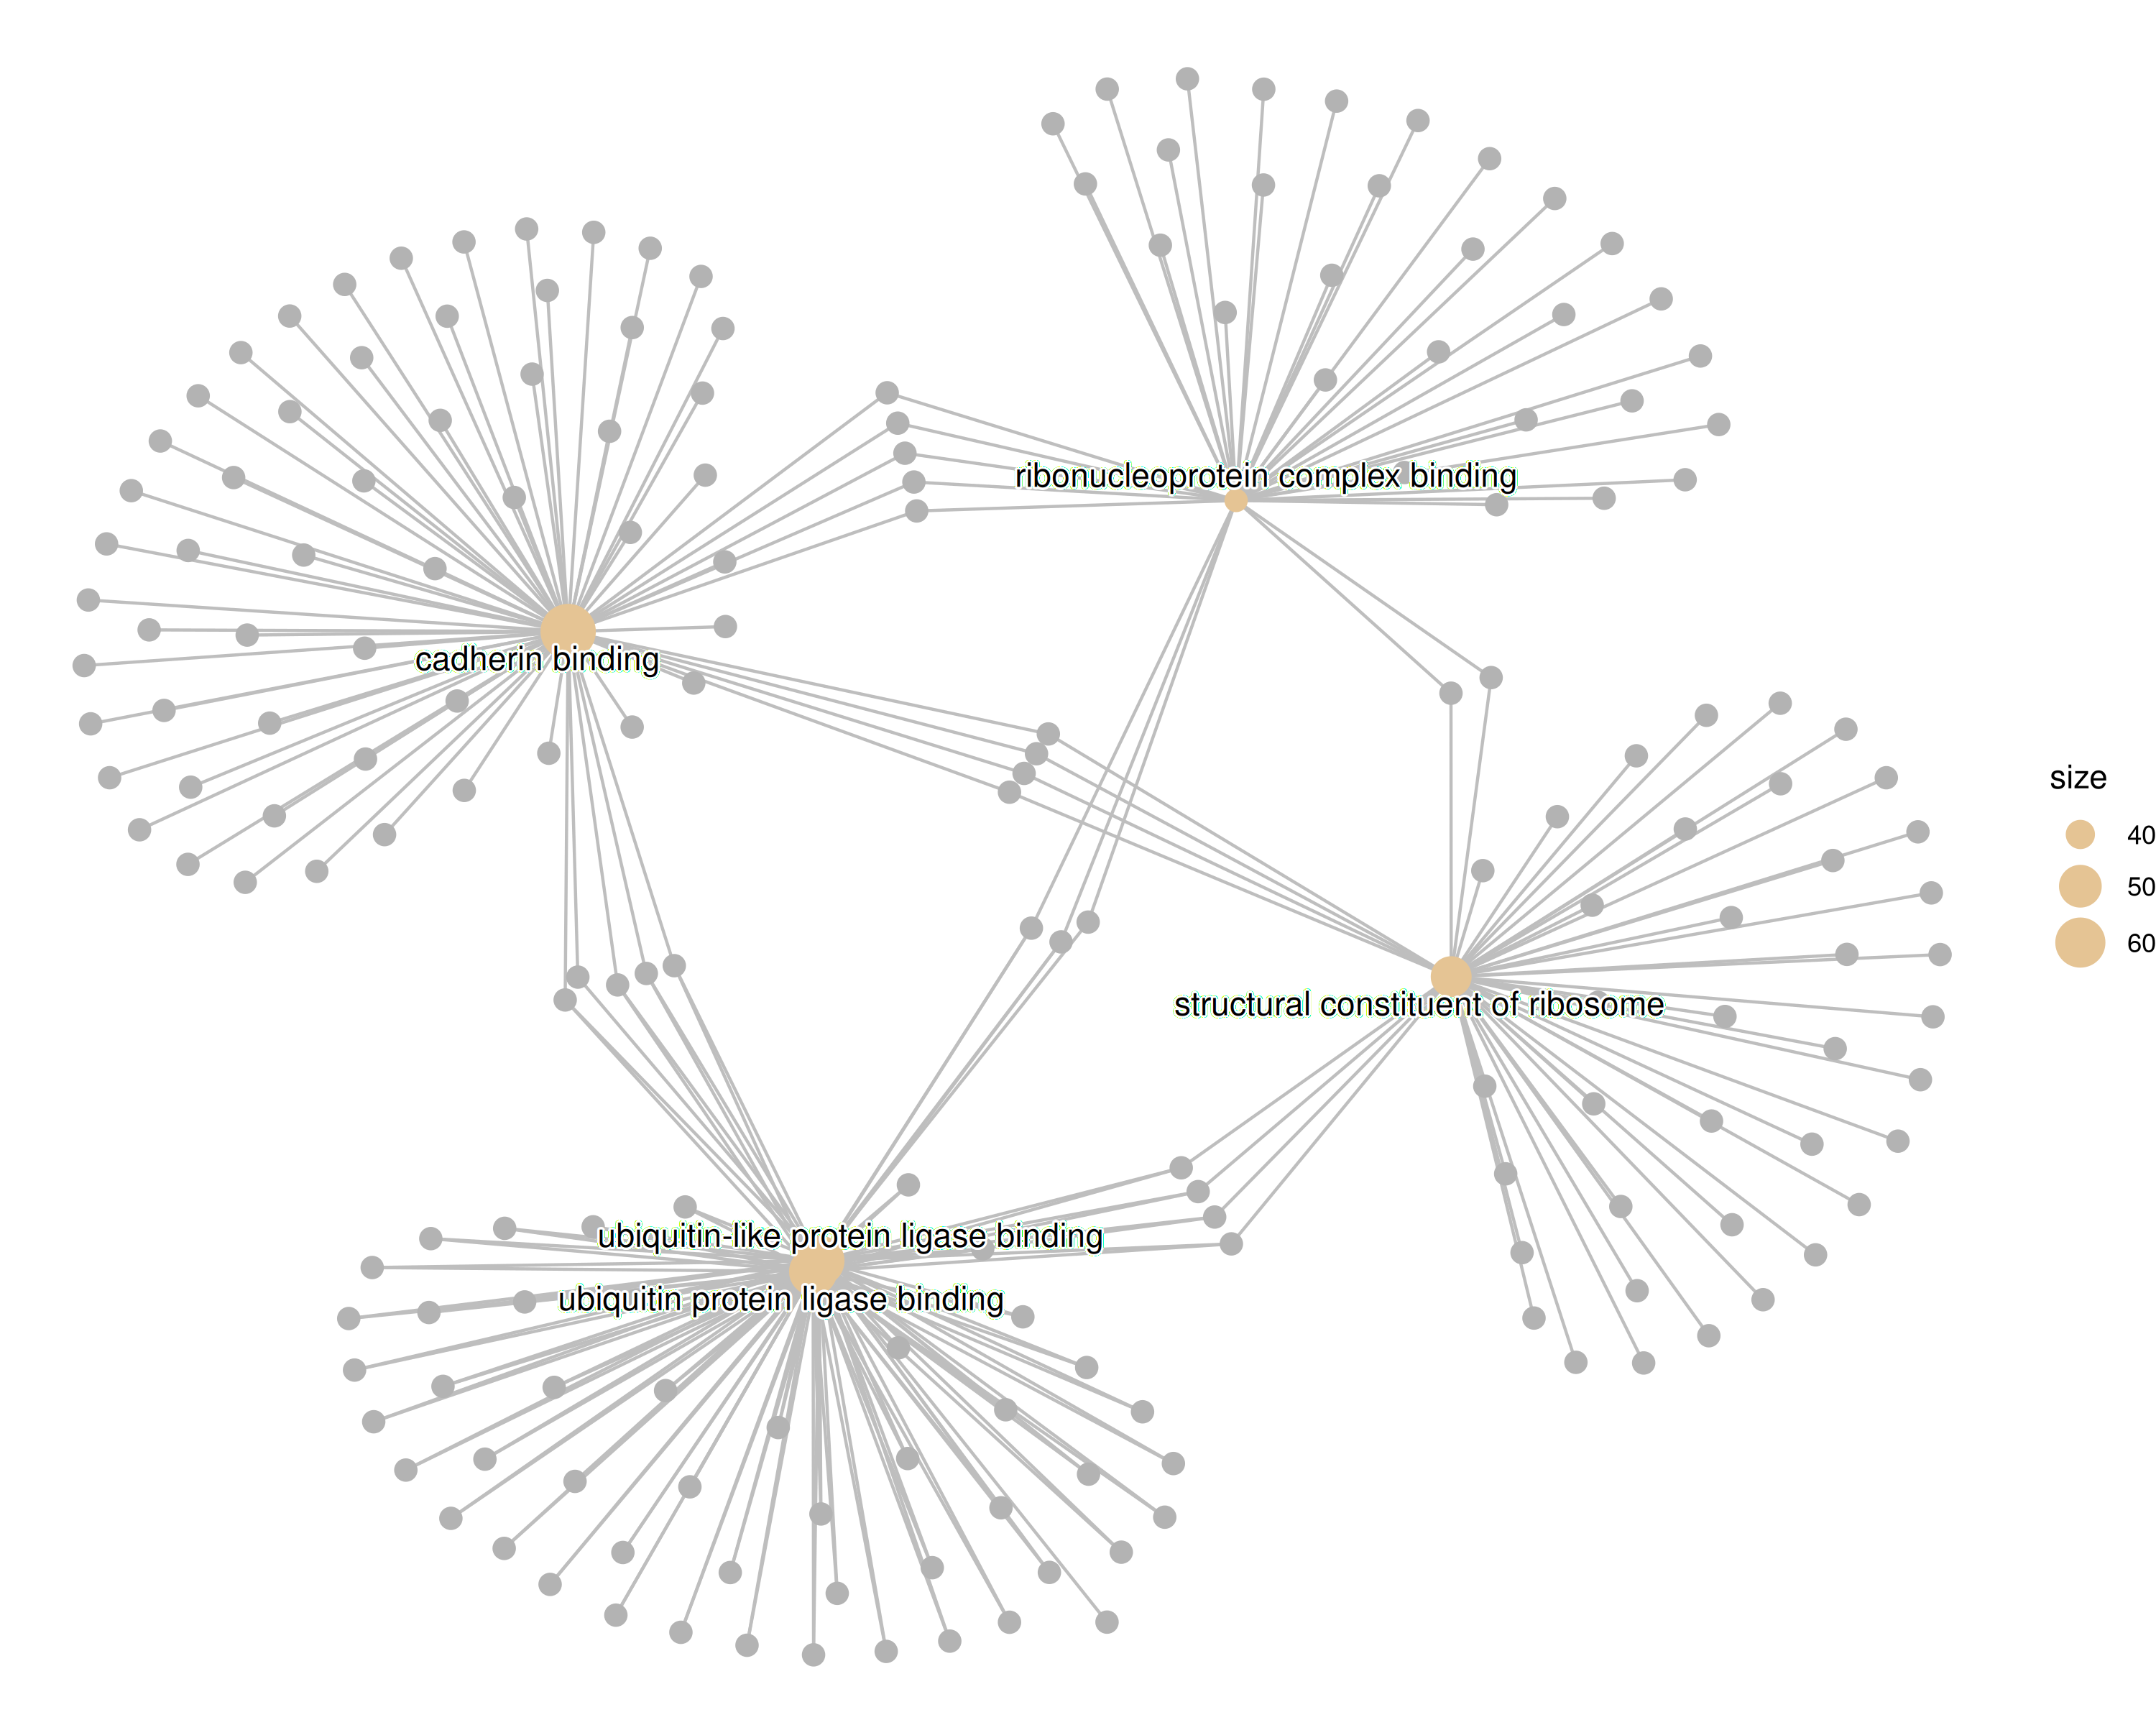 ribonucleoprotein complex binding
cadherin binding
structural constituent of ribosome
ubiquitin-like protein ligase binding
ubiquitin protein ligase binding
size
40
50
60